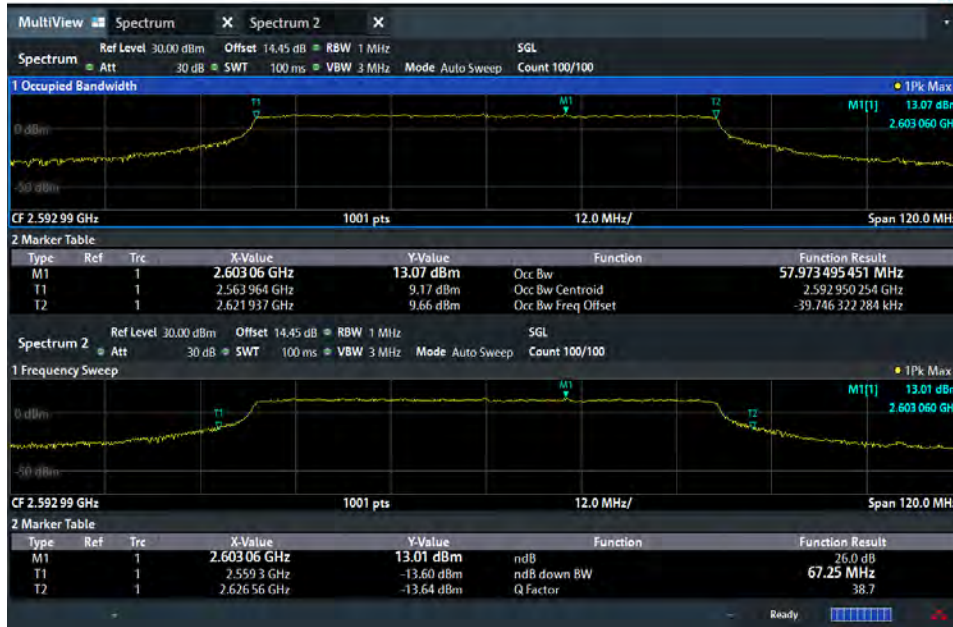 MultiView Spectrum X Spectrum 2 X
Ref Level 30.00 dBm Offset 14.45 dB RBW 1 MHz SGL
Spectrum Att 30 dB SWT 100 ms VBW 3 MHz Mode Auto Sweep Count 100/100
1 Occupied Bandwidth 1Pk Max
T1 M1 T2 M1[1] 13.07 dBm
0 dBm 2.603 060 GH
-50 dBm
CF 2.592 99 GHz 1001 pts 12.0 MHz/ Span 120.0 MH
2 Marker Table
Type Ref Trc X-Value Y-Value Function Function Result
M1 1 2.603 06 GHz 13.07 dBm Occ Bw 57.973 495 451 MHz
T1 1 2.563 964 GHz 9.17 dBm Occ Bw Centroid 2.592 950 254 GHz
T2 1 2.621 937 GHz 9.66 dBm Occ Bw Freq Offset -39.746 322 284 kHz
Ref Level 30.00 dBm Offset 14.45 dB RBW 1 MHz SGL
Spectrum 2 Att 30 dB SWT 100 ms VBW 3 MHz Mode Auto Sweep Count 100/100
1 Frequency Sweep 1Pk Max
M1 M1[1] 13.01 dBm
0 dBm T1 T2 2.603 060 GH
-50 dBm
CF 2.592 99 GHz 1001 pts 12.0 MHz/ Span 120.0 MH
2 Marker Table
Type Ref Trc X-Value Y-Value Function Function Result
M1 1 2.603 06 GHz 13.01 dBm ndB 26.0 dB
T1 1 2.559 3 GHz -13.60 dBm ndB down BW 67.25 MHz
T2 1 2.626 56 GHz -13.64 dBm Q Factor 38.7
Ready